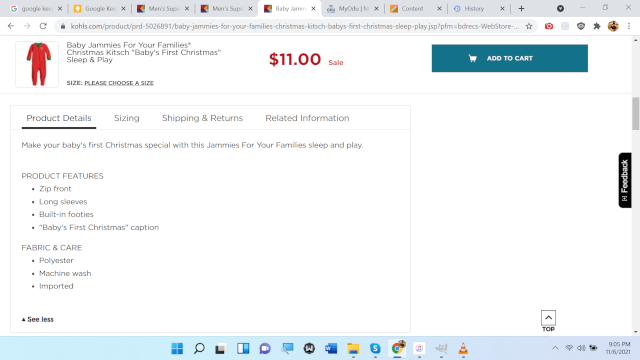 google kee
Google Kee
Men's Supe
Men's Supe
Baby Jamm
MyOdu | N
Content
History
kohls.com/product/prd-5026891/baby-jammies-for-your-families-christmas-kitsch-babys-first-christmas-sleep-play.jsp?pfm=bdrecs-WebStore-...
Baby Jammies For Your Families®
Christmas Kitsch "Baby's First Christmas"
Sleep & Play
SIZE: PLEASE CHOOSE A SIZE
$11.00 Sale
ADD TO CART
Product Details
Sizing
Shipping & Returns
Related Information
Make your baby's first Christmas special with this Jammies For Your Families sleep and play.
PRODUCT FEATURES
Zip front
Long sleeves
Built-in footies
"Baby's First Christmas" caption
FABRIC & CARE
Polyester
Machine wash
Imported
See less
Feedback
TOP
9:05 PM
11/6/2021